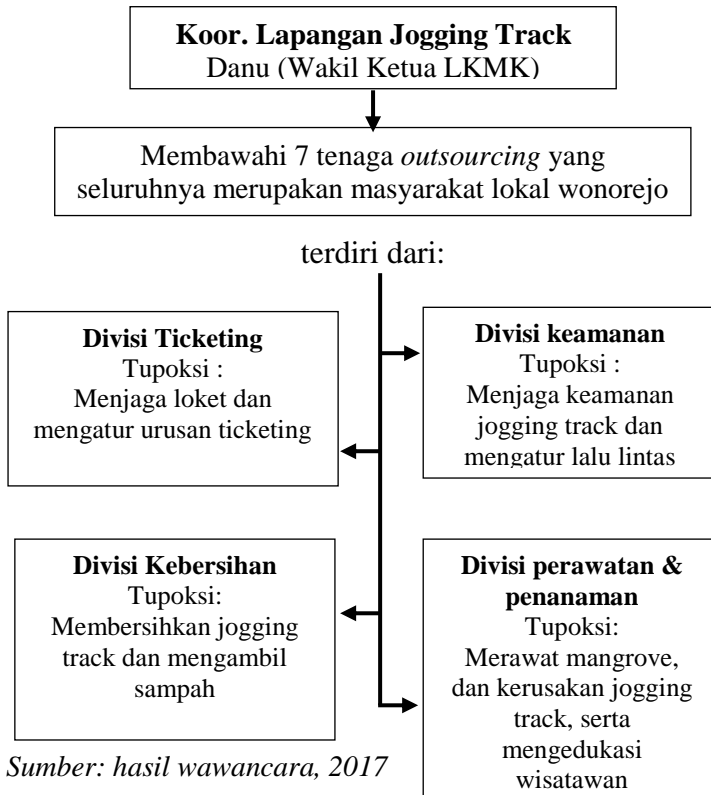 Koor. Lapangan Jogging Track
Danu (Wakil Ketua LKMK)
Membawahi 7 tenaga outsourcing yang
seluruhnya merupakan masyarakat lokal wonorejo
terdiri dari:
Divisi Ticketing
Tupoksi :
Menjaga loket dan
mengatur urusan ticketing
Divisi keamanan
Tupoksi :
Menjaga keamanan
jogging track dan
mengatur lalu lintas
Divisi Kebersihan
Tupoksi:
Membersihkan jogging
track dan mengambil
sampah
Divisi perawatan &
penanaman
Tupoksi:
Merawat mangrove,
dan kerusakan jogging
track, serta
mengedukasi
wisatawan
Sumber: hasil wawancara, 2017